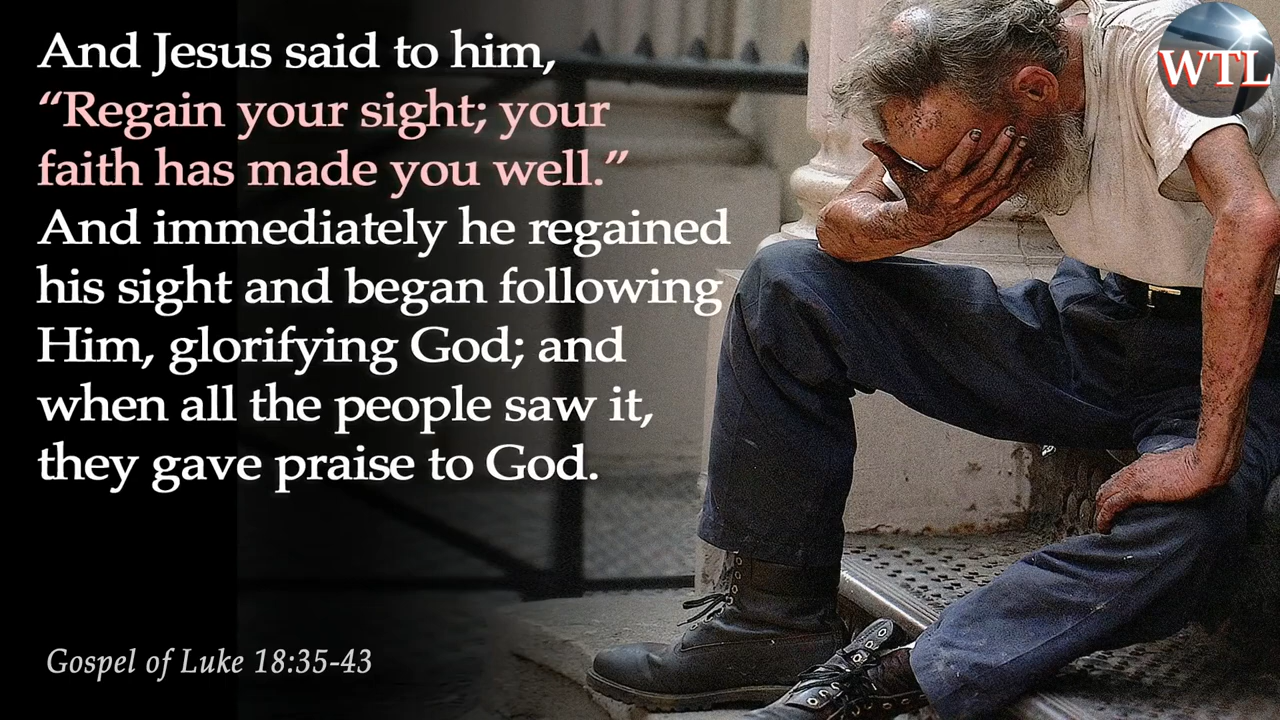 And Jesus said to him,
“Regain your sight; your
faith has made you well.”
And immediately he regained
his sight and began following
Him, glorifying God; and
when all the people saw it,
they gave praise to God.
Gospel of Luke 18:35-43
WTL